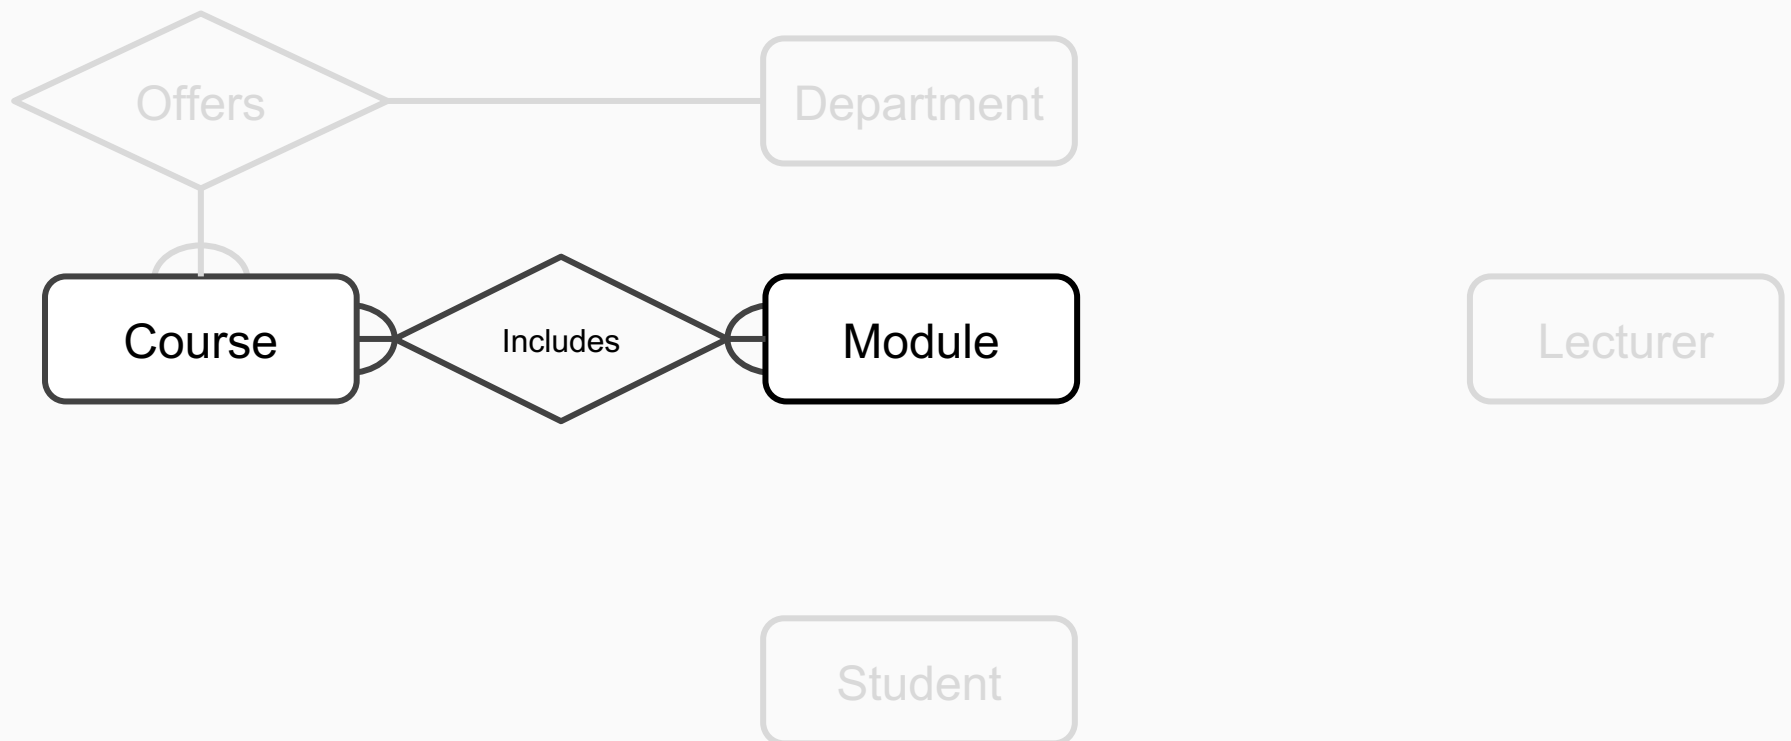 Offers
Department
Course
Includes
Module
Lecturer
Student